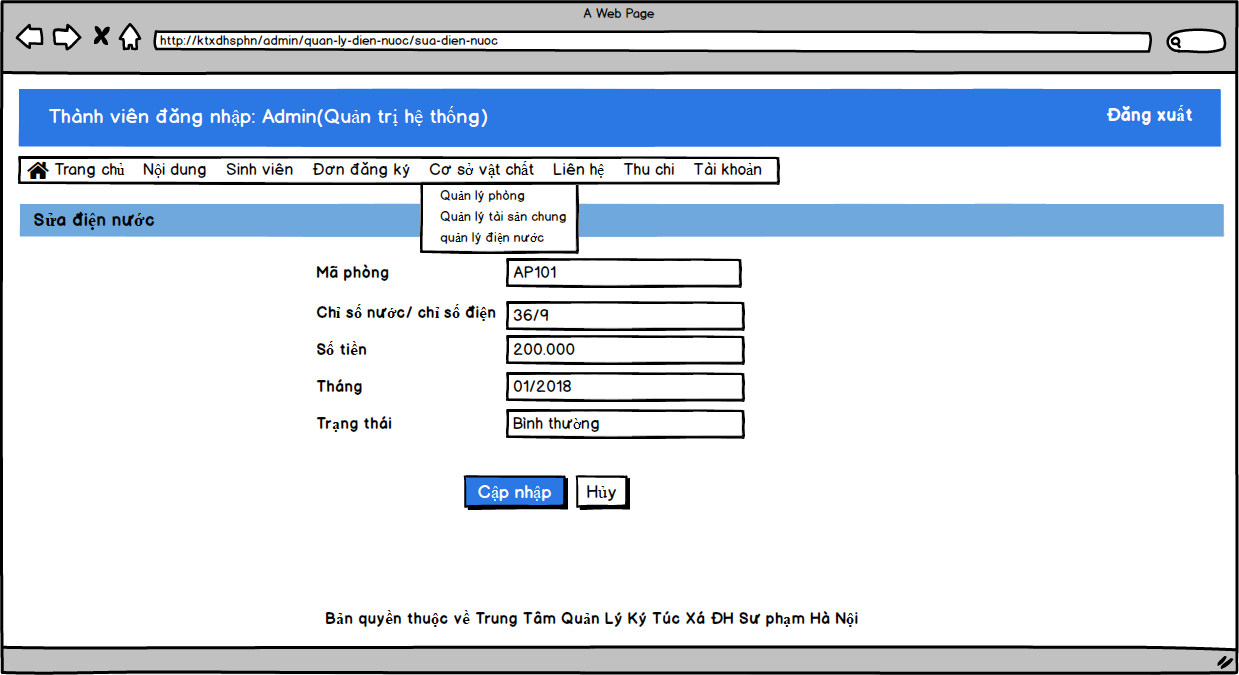 A Web Page
http://ktxdhsphn/admin/quan-ly-dien-nuoc/sua-dien-nuoc
Thành viên đăng nhập: Admin(Quản trị hệ thống)
Đăng xuất
Trang chủ Nội dung Sinh viên Đơn đăng ký Cơ sở vật chất Liên hệ Thu chi Tài khoản
Quản lý phòng
Quản lý tài sản chung
quản lý điện nước
Sửa điện nước
Mã phòng AP101
Chỉ số nước/ chỉ số điện 36/9
Số tiền 200.000
Tháng 01/2018
Trạng thái Bình thường
Cập nhập Hủy
Bản quyền thuộc về Trung Tâm Quản Lý Ký Túc Xá ĐH Sư phạm Hà Nội